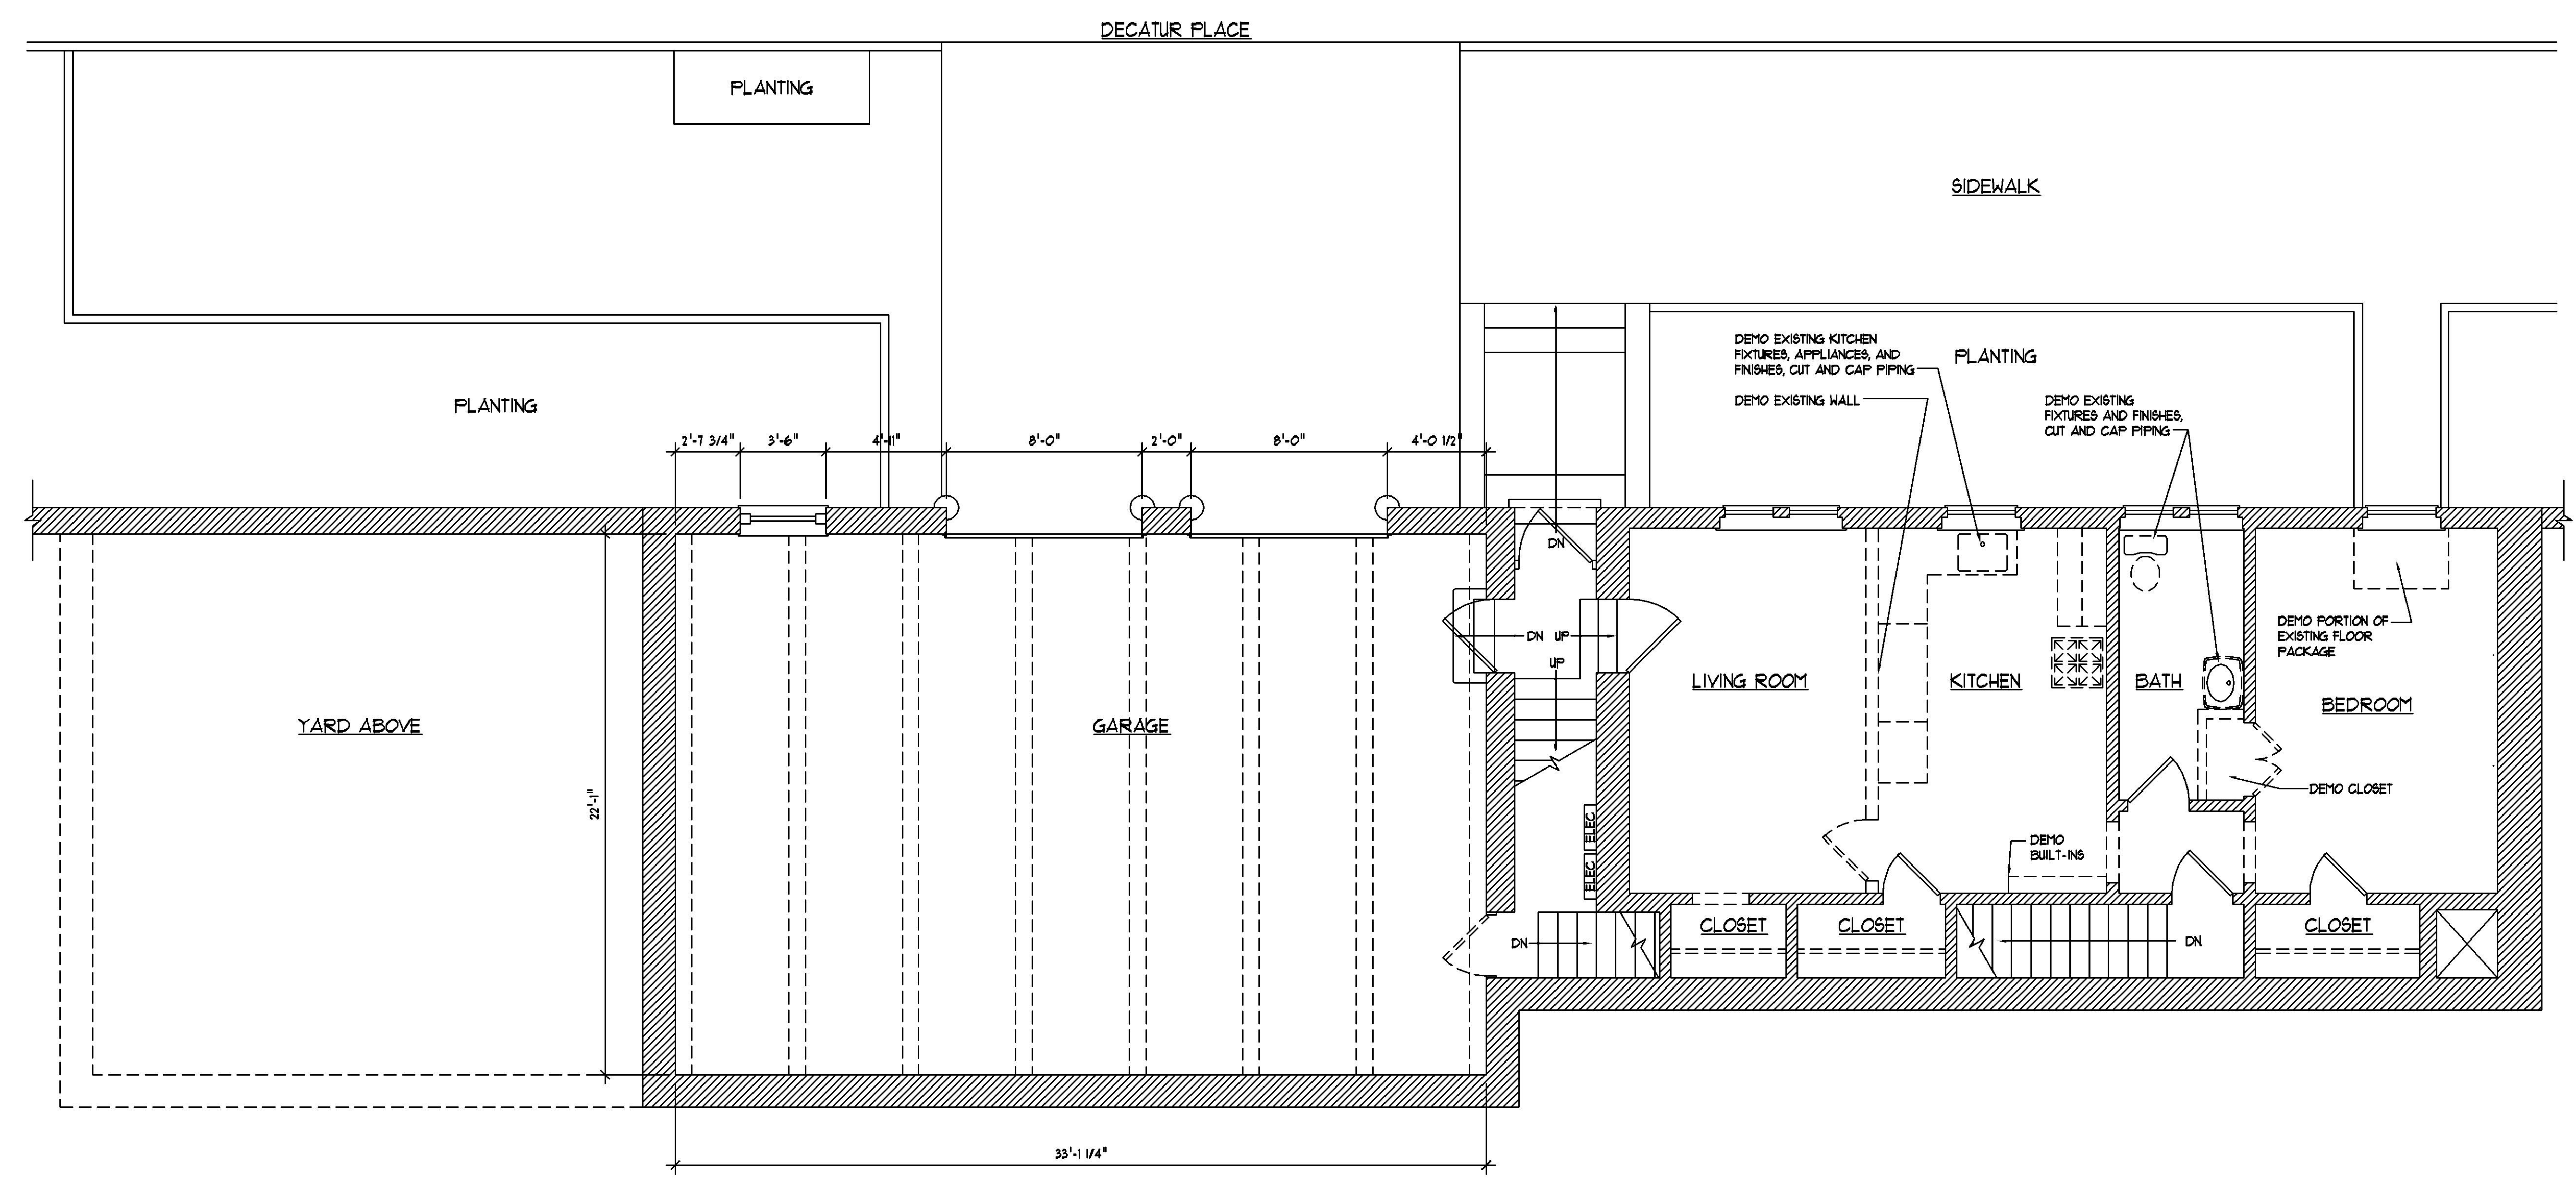 DECATUR PLACE
PLANTING
SIDEWALK
DEMO EXISTING KITCHEN
FIXTURES, APPLIANCES, AND
FINISHES, CUT AND CAP PIPING
PLANTING
DEMO EXISTING WALL
DEMO EXISTING
FIXTURES AND FINISHES,
CUT AND CAP PIPING
PLANTING
2'-7 3/4"
3'-6"
4'-11"
8'-0"
2'-0"
8'-0"
4'-0 1/2"
DN
DN UP
UP
DEMO PORTION OF
EXISTING FLOOR
PACKAGE
LIVING ROOM
KITCHEN
BATH
BEDROOM
YARD ABOVE
GARAGE
22'-1"
DEMO CLOSET
ELEC
ELEC
DEMO
BUILT-INS
CLOSET
CLOSET
CLOSET
DN
DN
33'-1 1/4"